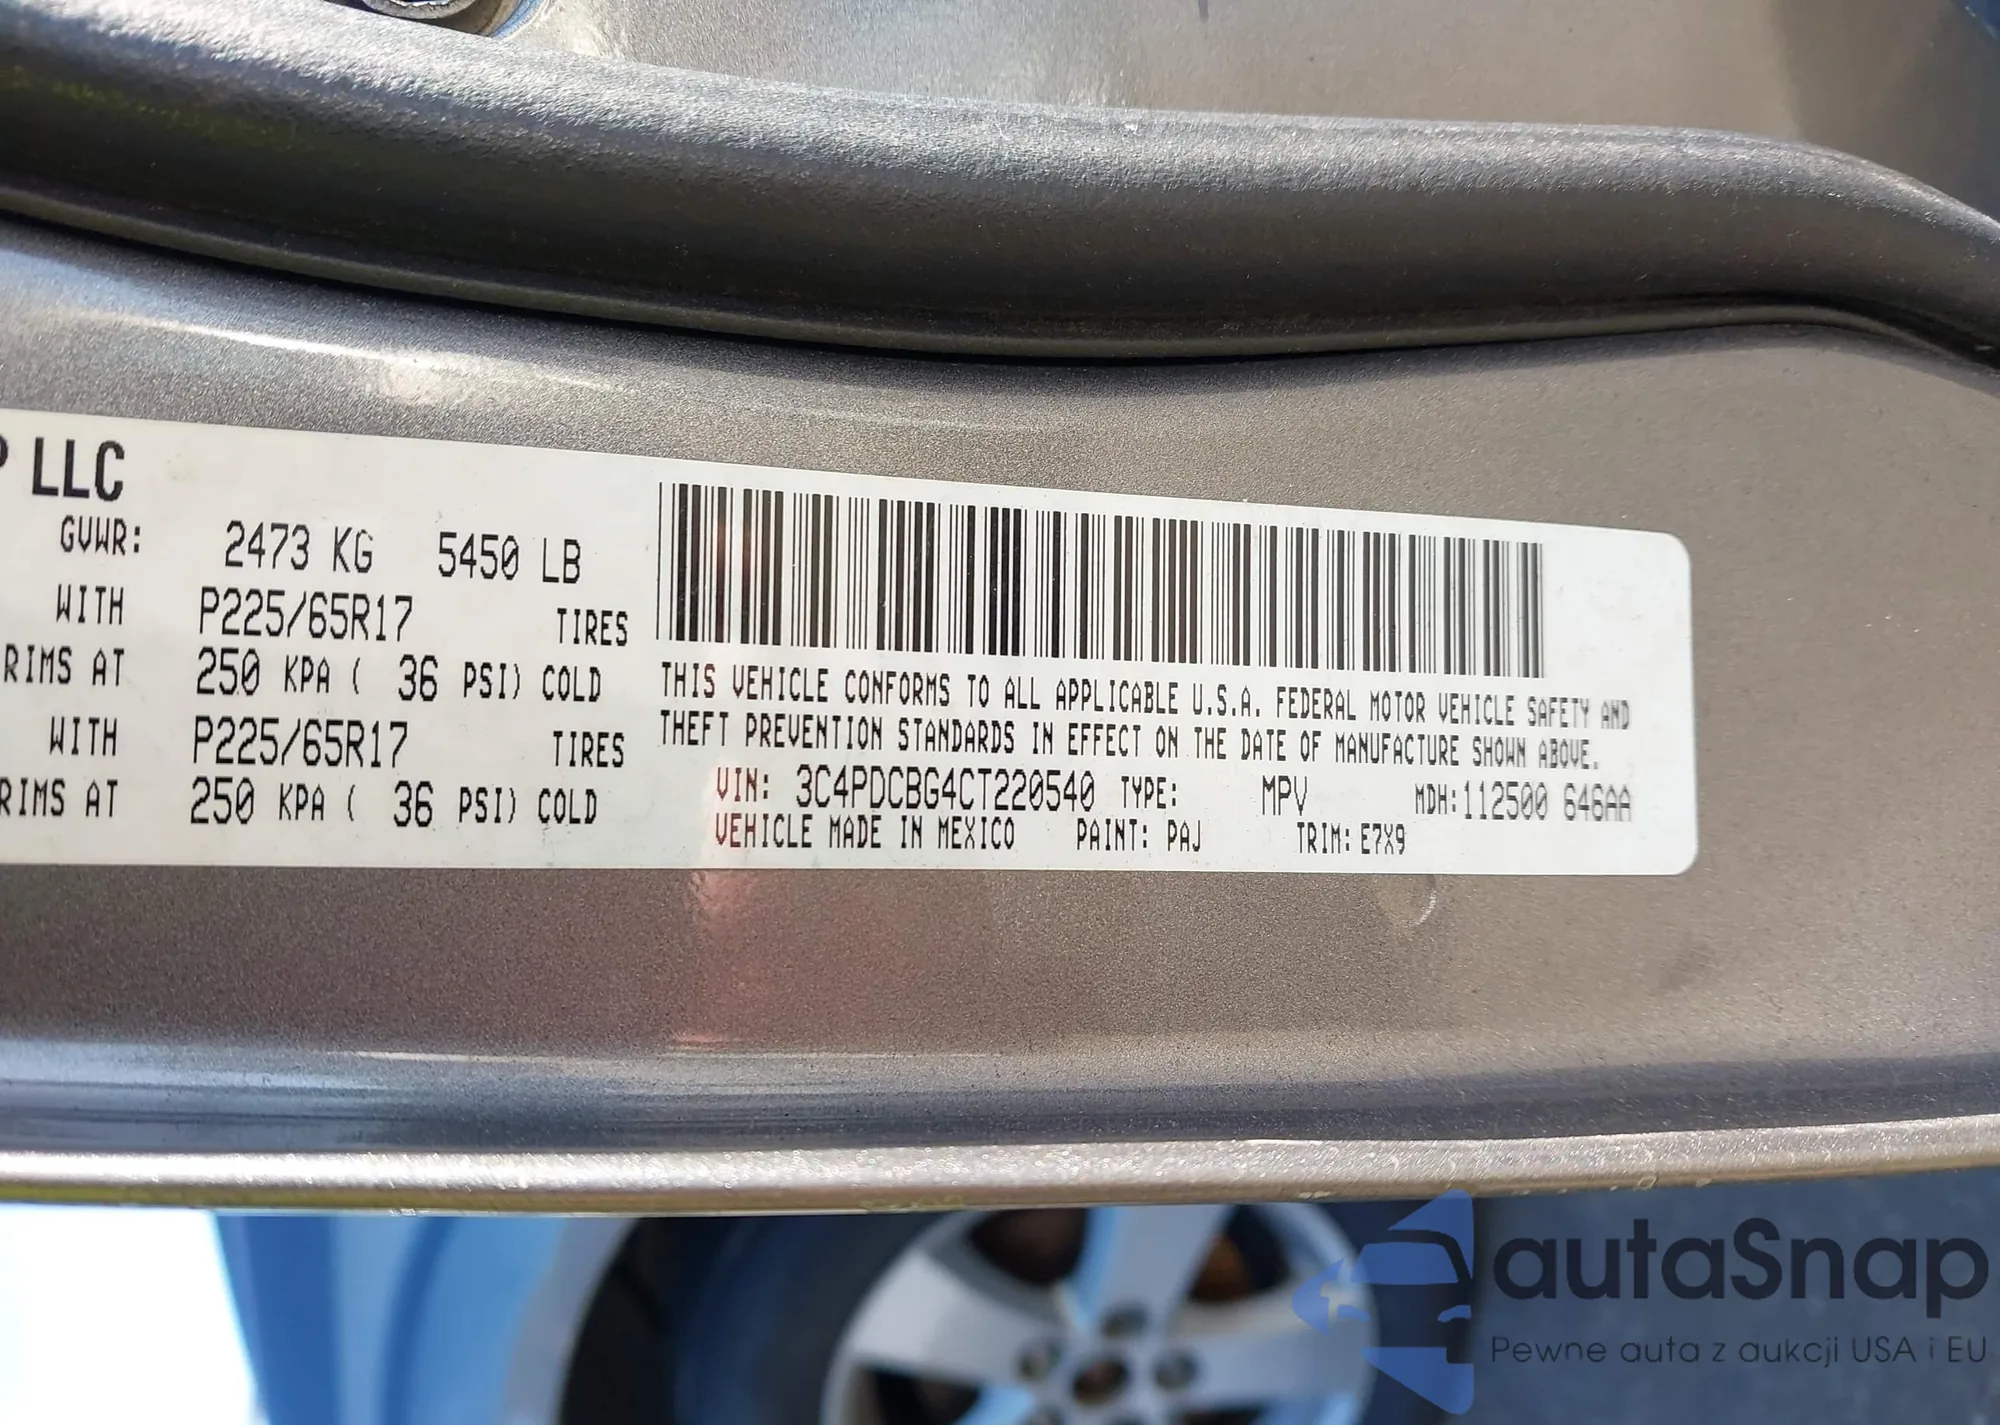 P LLC
GVWR: 2473 KG 5450 LB
WITH P225/65R17 TIRES
RIMS AT 250 KPA ( 36 PSI) COLD
WITH P225/65R17 TIRES
RIMS AT 250 KPA ( 36 PSI) COLD
THIS VEHICLE CONFORMS TO ALL APPLICABLE U.S.A. FEDERAL MOTOR VEHICLE SAFETY AND
THEFT PREVENTION STANDARDS IN EFFECT ON THE DATE OF MANUFACTURE SHOWN ABOVE.
VIN: 3C4PDCBG4CT220540 TYPE: MPV MDH:112500 646AA
VEHICLE MADE IN MEXICO PAINT: PAJ TRIM: E7X9
autaSnap
Pewne auta z aukcji USA i EU